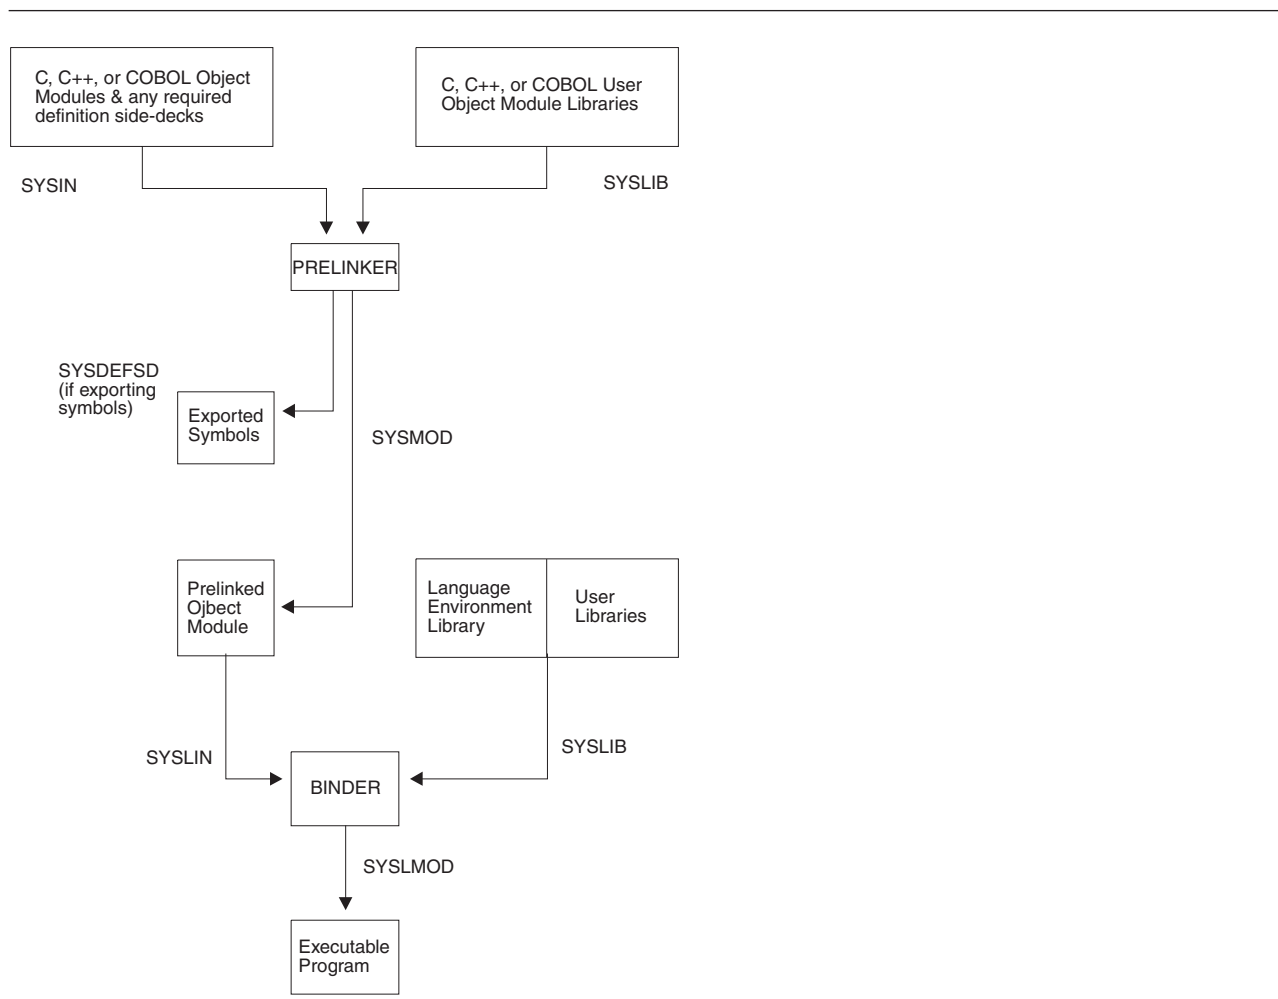 C, C++, or COBOL Object
Modules & any required
definition side-decks
C, C++, or COBOL User
Object Module Libraries
SYSIN
SYSLIB
PRELINKER
SYSDEFSD
(if exporting
symbols)
Exported
Symbols
SYSMOD
Prelinked
Ojbect
Module
Language
Environment
Library
User
Libraries
SYSLIN
SYSLIB
BINDER
SYSLMOD
Executable
Program